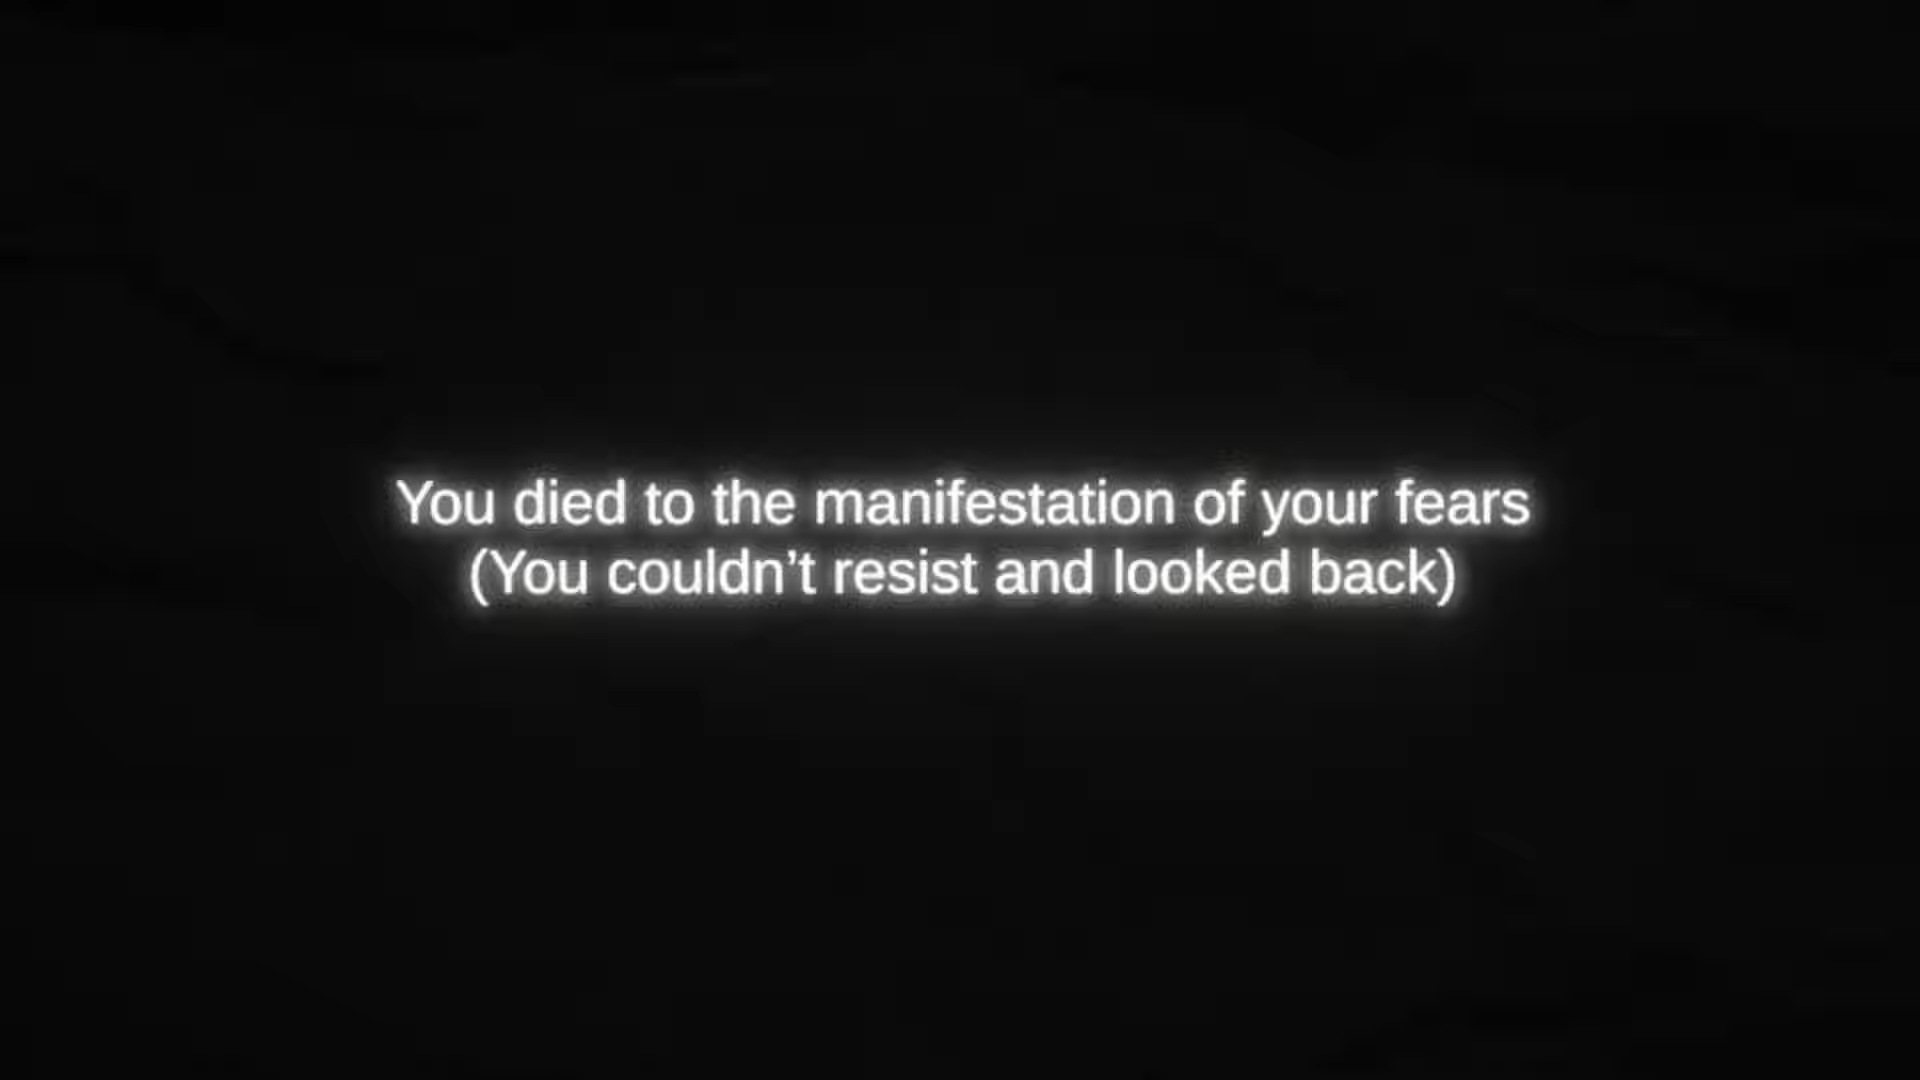 You died to the manifestation of your fears
(You couldn’t resist and looked back)